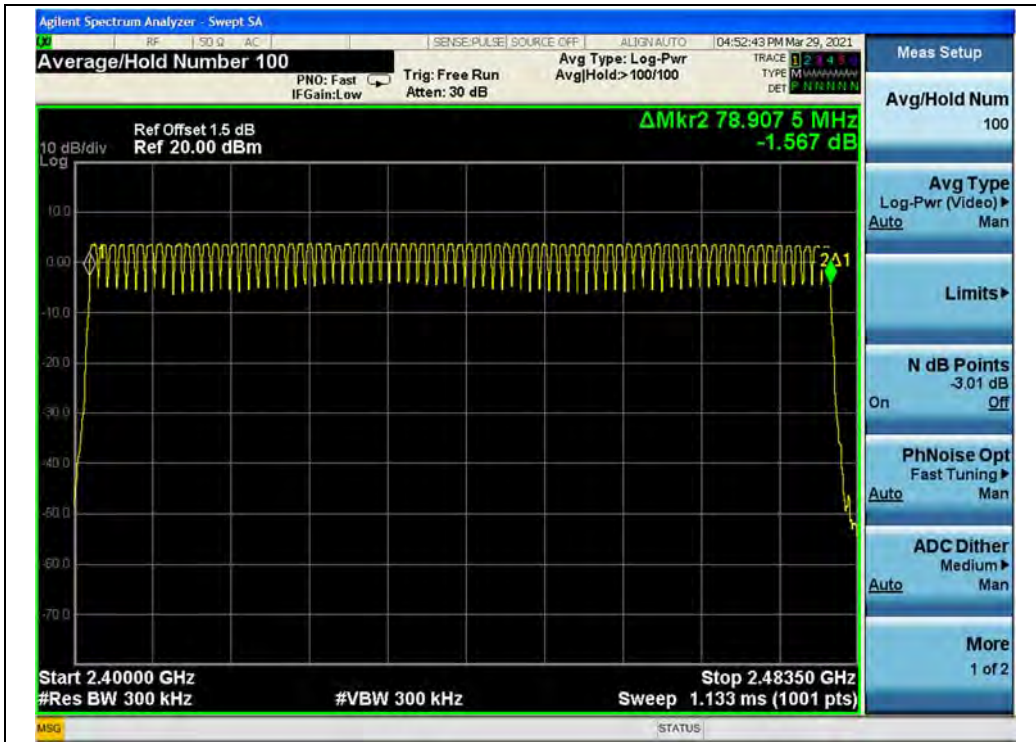 Agilent Spectrum Analyzer - Swept SA
RF 50 Ω AC SENSE:PULSE SOURCE OFF ALIGN AUTO 04:52:43 PM Mar 29, 2021
Average/Hold Number 100
PNO: Fast
IFGain:Low
Trig: Free Run
Atten: 30 dB
Avg Type: Log-Pwr
Avg|Hold:>100/100
TRACE 1 2 3 4 5 6
TYPE M
DET P N N N N N
ΔMkr2 78.907 5 MHz
-1.567 dB
Ref Offset 1.5 dB
10 dB/div Ref 20.00 dBm
Log
10.0
0.00
-10.0
-20.0
-30.0
-40.0
-50.0
-60.0
-70.0
1
2Δ1
Start 2.40000 GHz Stop 2.48350 GHz
#Res BW 300 kHz #VBW 300 kHz Sweep 1.133 ms (1001 pts)
MSG STATUS
Meas Setup
Avg/Hold Num
100
Avg Type
Log-Pwr (Video)
Auto Man
Limits
N dB Points
-3.01 dB
On Off
PhNoise Opt
Fast Tuning
Auto Man
ADC Dither
Medium
Auto Man
More
1 of 2